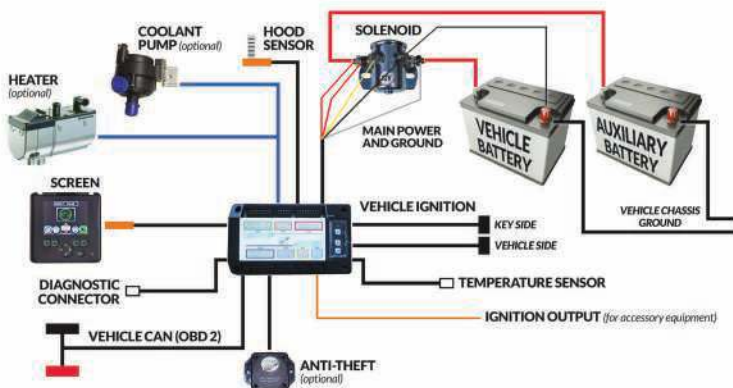 COOLANT
PUMP (optional)
HOOD
SENSOR
SOLENOID
HEATER
(optional)
MAIN POWER
AND GROUND
VEHICLE
BATTERY
AUXILIARY
BATTERY
SCREEN
VEHICLE IGNITION
KEY SIDE
VEHICLE SIDE
VEHICLE CHASSIS
GROUND
DIAGNOSTIC
CONNECTOR
TEMPERATURE SENSOR
VEHICLE CAN (OBD 2)
IGNITION OUTPUT (for accessory equipment)
ANTI-THEFT
(optional)